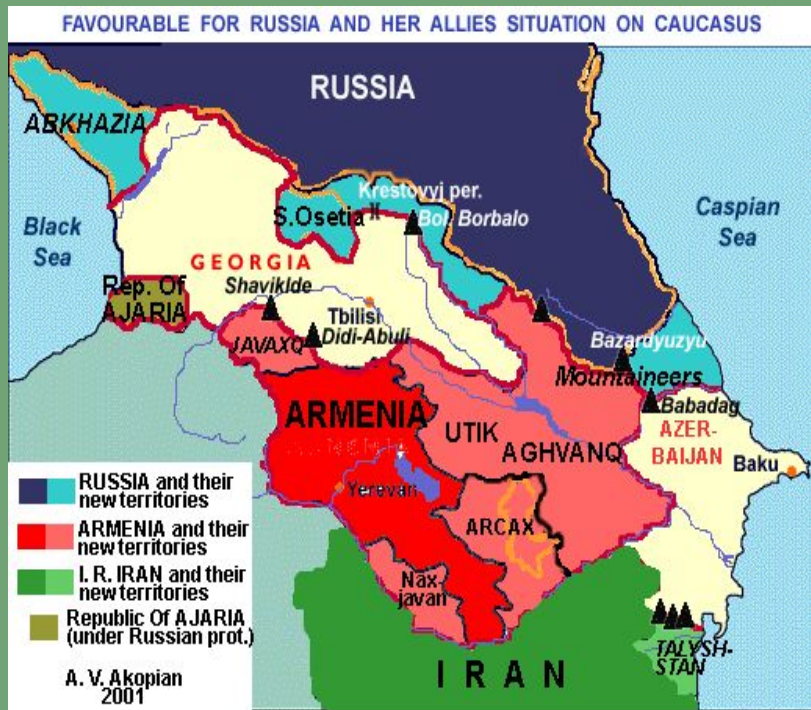 FAVOURABLE FOR RUSSIA AND HER ALLIES SITUATION ON CAUCASUS
RUSSIA
ABKHAZIA
Krestovyj per.
S.Osetia
Bol. Borbalo
Black
Sea
Caspian
Sea
GEORGIA
Rep. Of
AJARIA
Shaviklde
Tbilisi
Didi-Abuli
JAVAXQ
Bazardyuzyu
Mountaineers
Babadag
ARMENIA
UTIK
AGHVANQ
AZER-
BAIJAN
Baku
Yerevan
ARCAX
Nax-
javan
TALYSH-
STAN
IRAN
RUSSIA and their
new territories
ARMENIA and their
new territories
I. R. IRAN and their
new territories
Republic Of AJARIA
(under Russian prot.)
A. V. Akopian
2001